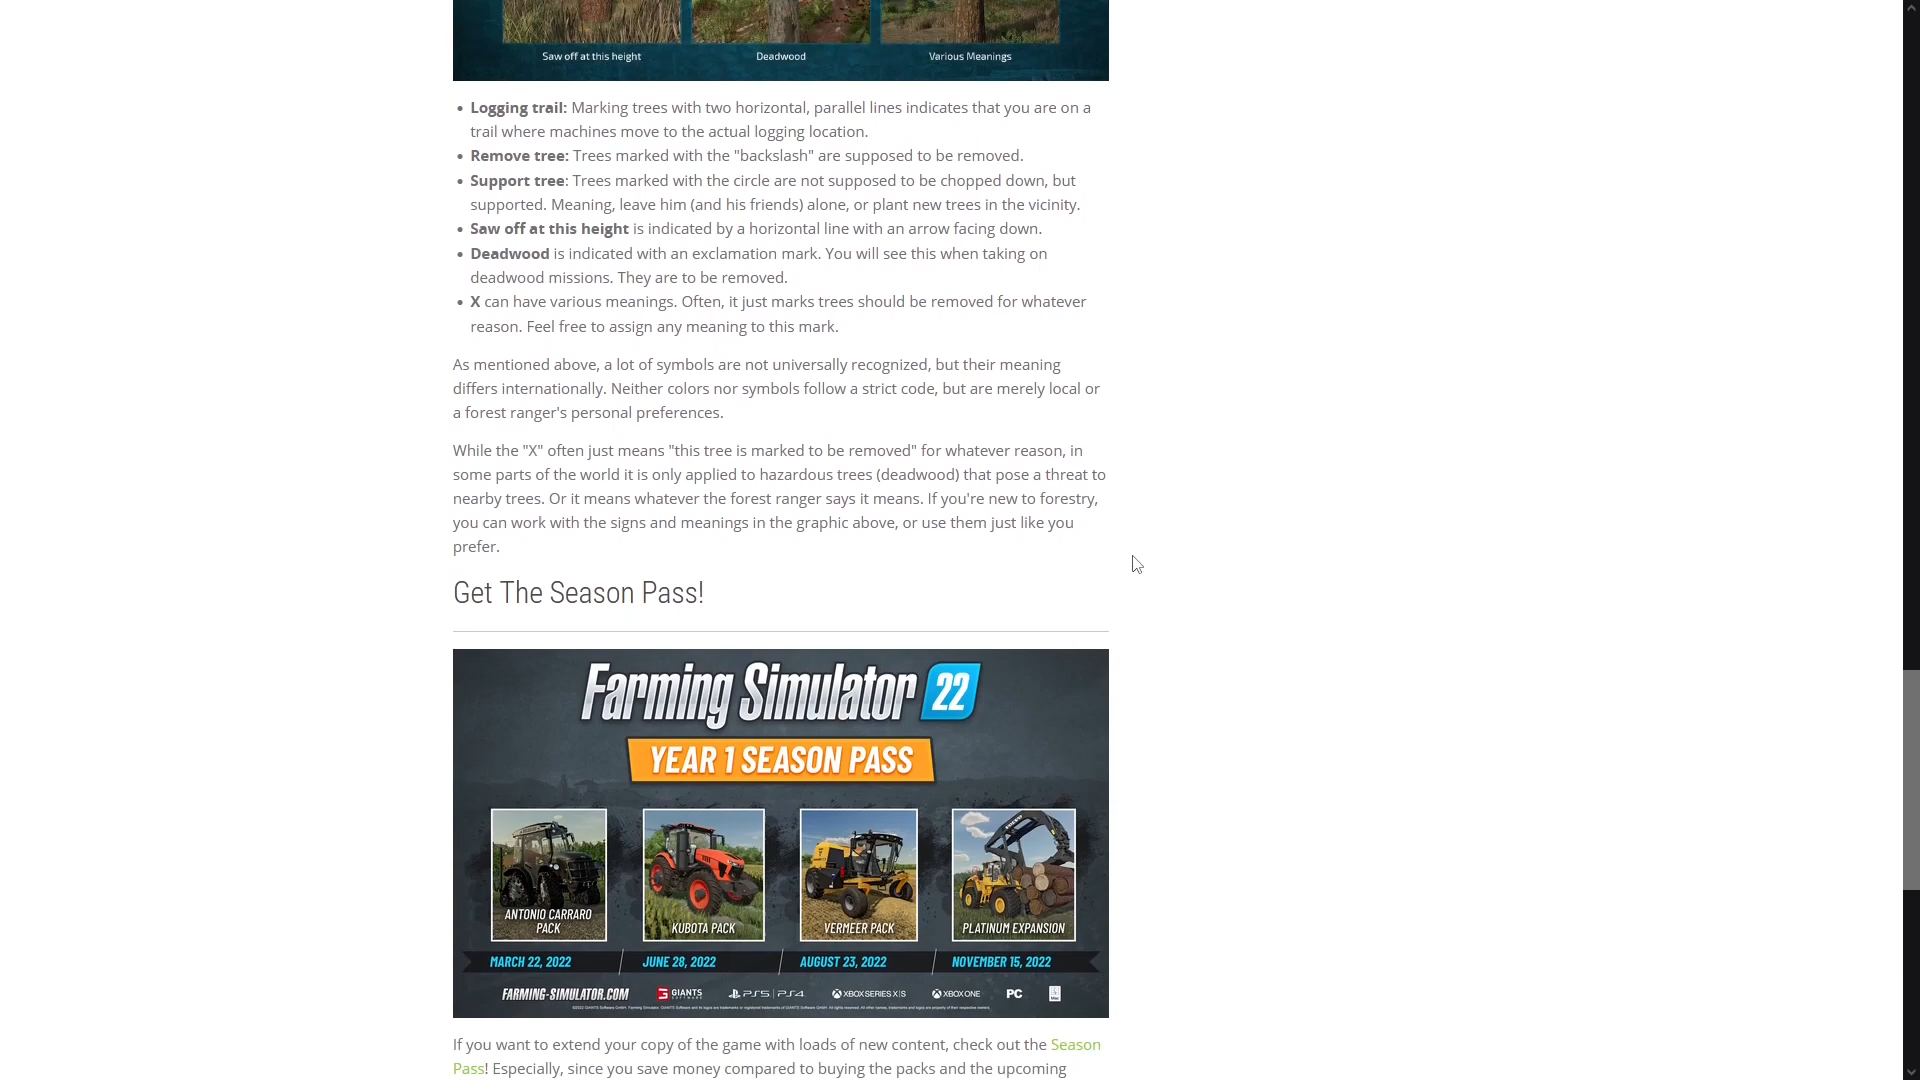 Saw off at this height
Deadwood
Various Meanings
Logging trail: Marking trees with two horizontal, parallel lines indicates that you are on a
trail where machines move to the actual logging location.
Remove tree: Trees marked with the "backslash" are supposed to be removed.
Support tree: Trees marked with the circle are not supposed to be chopped down, but
supported. Meaning, leave him (and his friends) alone, or plant new trees in the vicinity.
Saw off at this height is indicated by a horizontal line with an arrow facing down.
Deadwood is indicated with an exclamation mark. You will see this when taking on
deadwood missions. They are to be removed.
X can have various meanings. Often, it just marks trees should be removed for whatever
reason. Feel free to assign any meaning to this mark.
As mentioned above, a lot of symbols are not universally recognized, but their meaning
differs internationally. Neither colors nor symbols follow a strict code, but are merely local or
a forest ranger's personal preferences.
While the "X" often just means "this tree is marked to be removed" for whatever reason, in
some parts of the world it is only applied to hazardous trees (deadwood) that pose a threat to
nearby trees. Or it means whatever the forest ranger says it means. If you're new to forestry,
you can work with the signs and meanings in the graphic above, or use them just like you
prefer.
Get The Season Pass!
Farming Simulator 22
YEAR 1 SEASON PASS
ANTONIO CARRARO
PACK
KUBOTA PACK
VERMEER PACK
PLATINUM EXPANSION
MARCH 22, 2022
JUNE 28, 2022
AUGUST 23, 2022
NOVEMBER 15, 2022
FARMING-SIMULATOR.COM
GIANTS
SOFTWARE
PS5 | PS4
XBOX SERIES X|S
XBOX ONE
PC
Mac
If you want to extend your copy of the game with loads of new content, check out the Season
Pass! Especially, since you save money compared to buying the packs and the upcoming